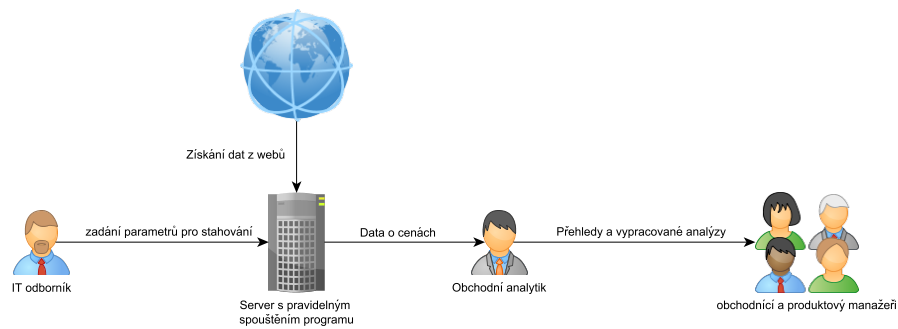 Získání dat z webů
zadání parametrů pro stahování
Data o cenách
Přehledy a vypracované analýzy
IT odborník
Server s pravidelným
spouštěním programu
Obchodní analytik
obchodnící a produktový manažeři